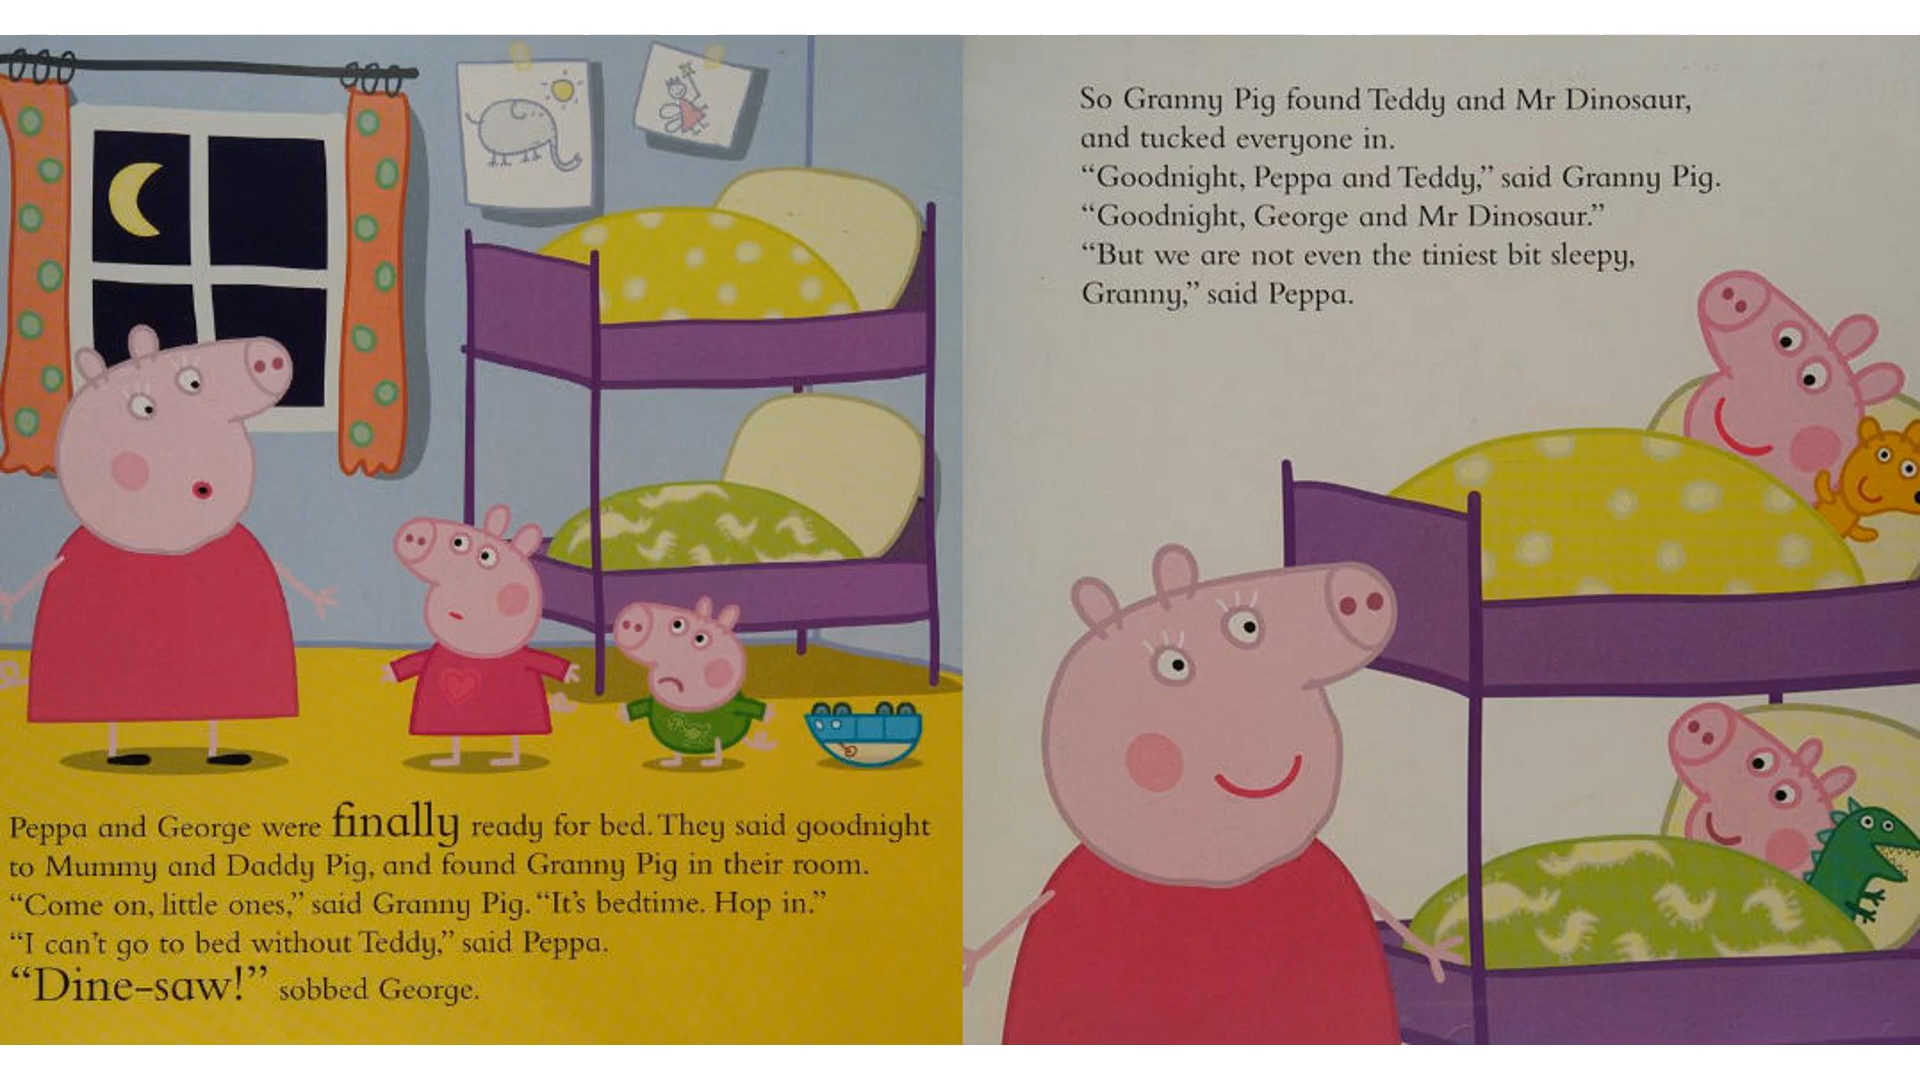 Peppa and George were finally ready for bed. They said goodnight
to Mummy and Daddy Pig, and found Granny Pig in their room.
“Come on, little ones,” said Granny Pig. “It’s bedtime. Hop in.”
“I can’t go to bed without Teddy,” said Peppa.
“Dine-saw!” sobbed George.
So Granny Pig found Teddy and Mr Dinosaur,
and tucked everyone in.
“Goodnight, Peppa and Teddy,” said Granny Pig.
“Goodnight, George and Mr Dinosaur.”
“But we are not even the tiniest bit sleepy,
Granny,” said Peppa.